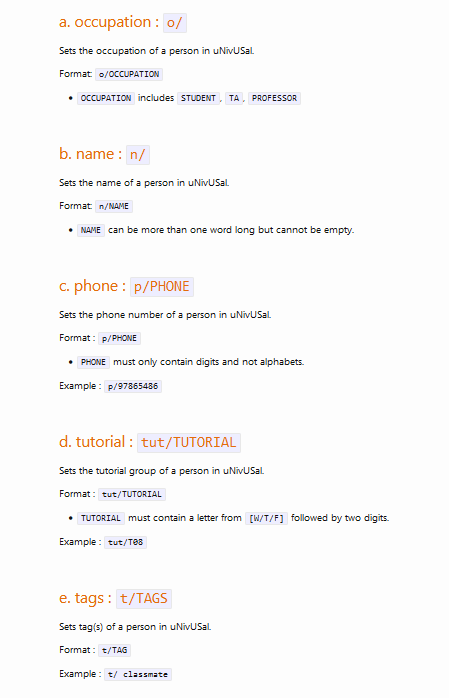 a. occupation : o/
Sets the occupation of a person in uNivUSal.
Format: o/OCCUPATION
• OCCUPATION includes STUDENT, TA, PROFESSOR
b. name : n/
Sets the name of a person in uNivUSal.
Format: n/NAME
• NAME can be more than one word long but cannot be empty.
c. phone : p/PHONE
Sets the phone number of a person in uNivUSal.
Format : p/PHONE
• PHONE must only contain digits and not alphabets.
Example : p/97865486
d. tutorial : tut/TUTORIAL
Sets the tutorial group of a person in uNivUSal.
Format : tut/TUTORIAL
• TUTORIAL must contain a letter from [W/T/F] followed by two digits.
Example : tut/T08
e. tags : t/TAGS
Sets tag(s) of a person in uNivUSal.
Format : t/TAG
Example : t/ classmate